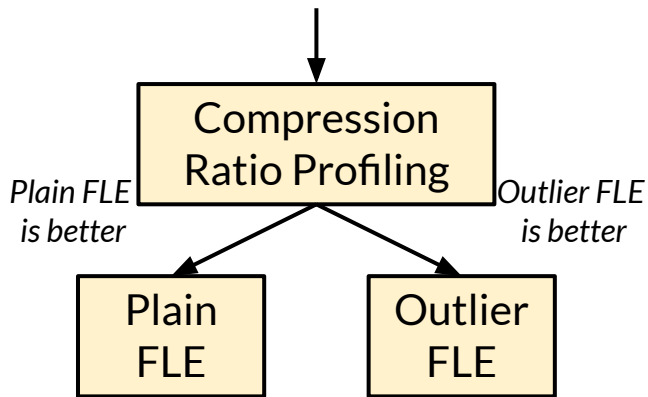 Compression
Ratio Profiling
Plain FLE
is better
Outlier FLE
is better
Plain
FLE
Outlier
FLE